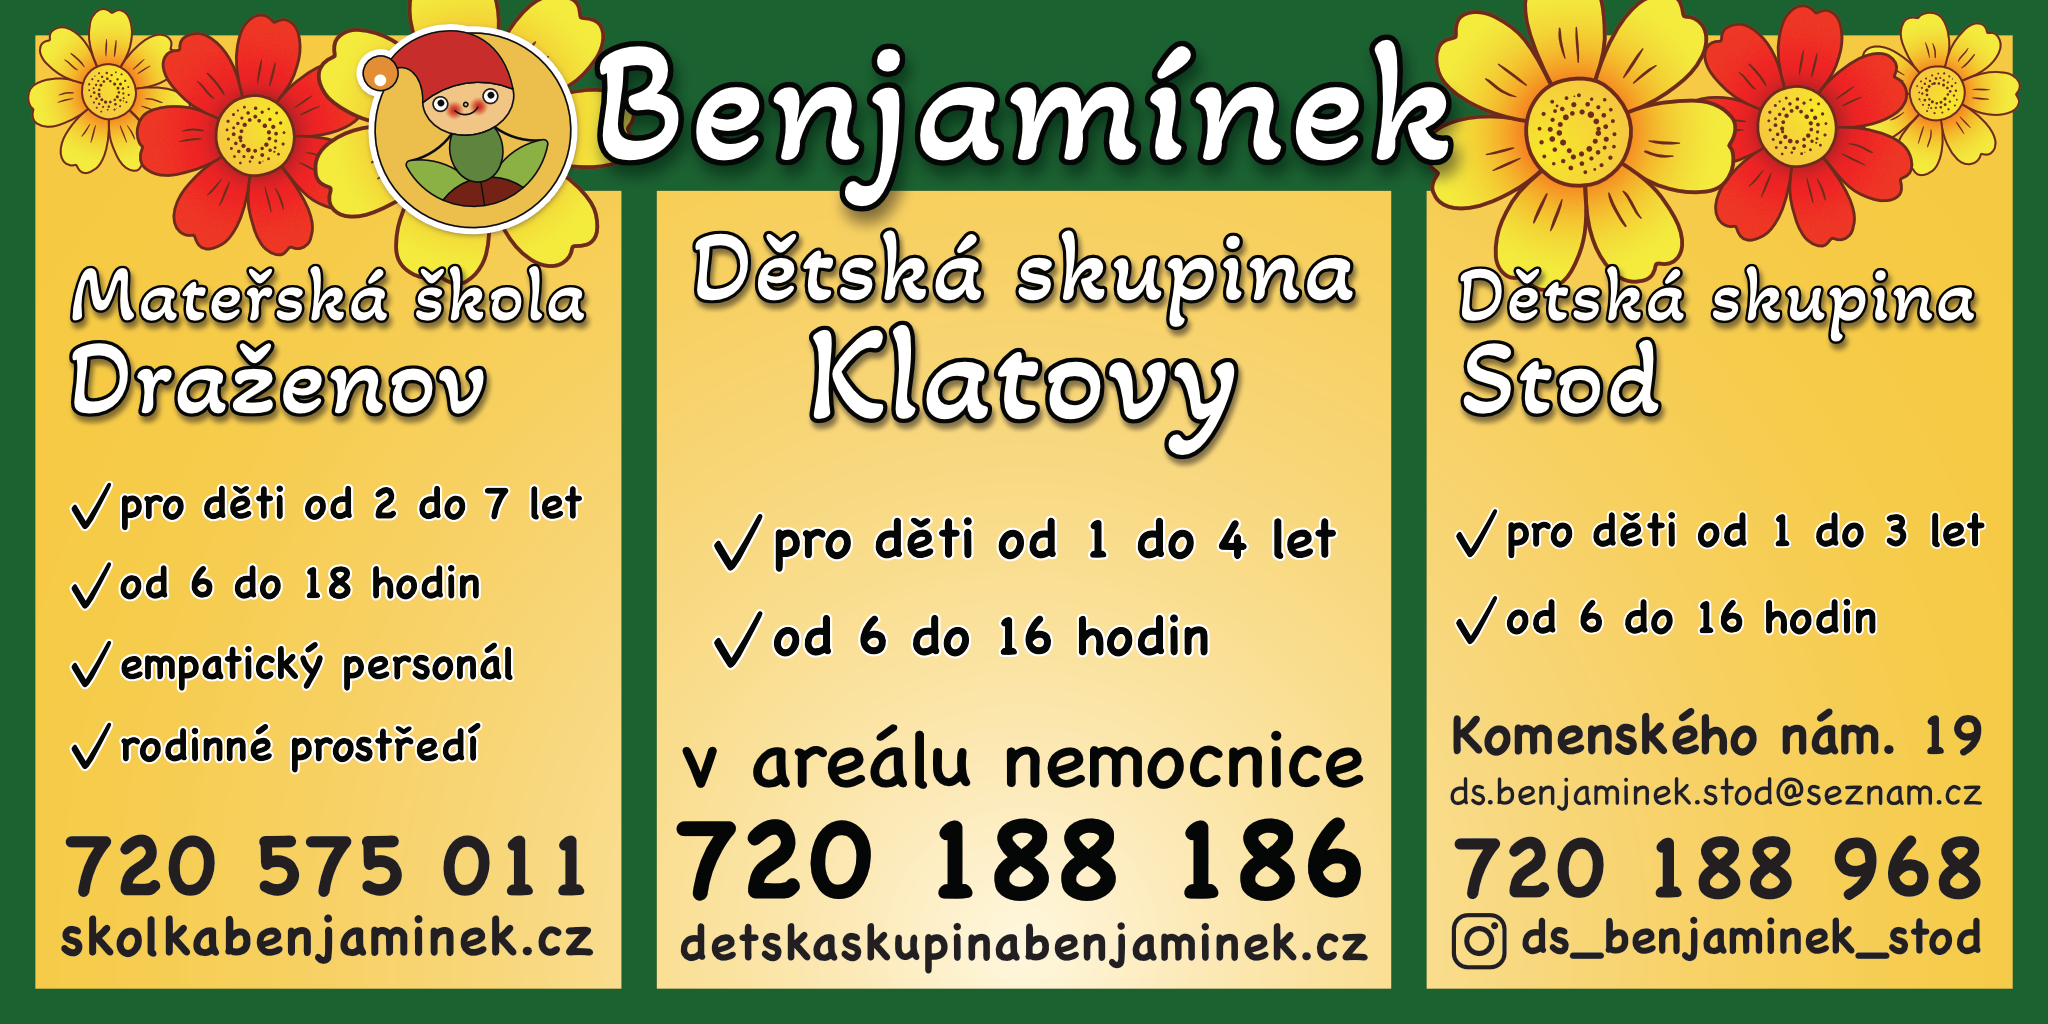 Benjamínek
Mateřská škola
Draženov
pro děti od 2 do 7 let
od 6 do 18 hodin
empatický personál
rodinné prostředí
720 575 011
skolkabenjaminek.cz
Dětská skupina
Klatovy
pro děti od 1 do 4 let
od 6 do 16 hodin
v areálu nemocnice
720 188 186
detskaskupinabenjaminek.cz
Dětská skupina
Stod
pro děti od 1 do 3 let
od 6 do 16 hodin
Komenského nám. 19
ds.benjaminek.stod@seznam.cz
720 188 968
ds_benjaminek_stod